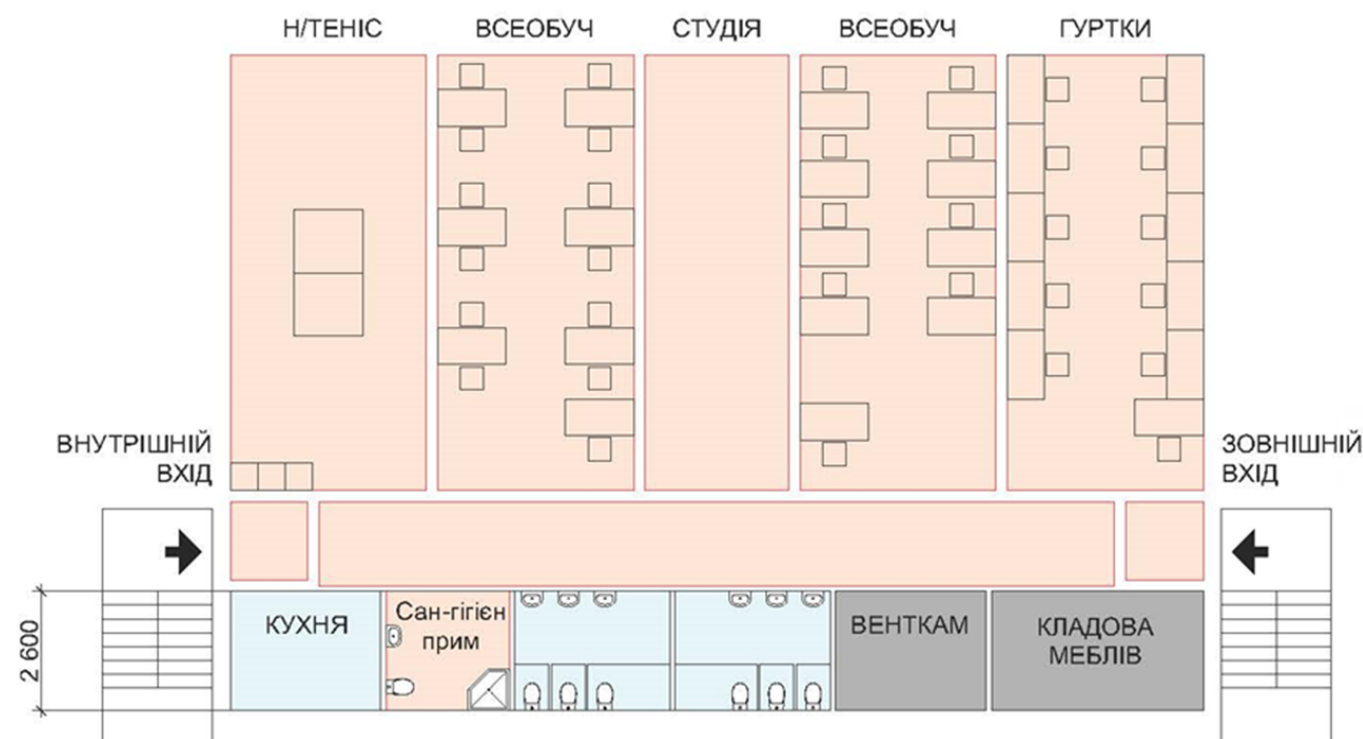 Н/ТЕНІС
ВСЕОБУЧ
СТУДІЯ
ВСЕОБУЧ
ГУРТКИ
ВНУТРІШНІЙ
ВХІД
ЗОВНІШНІЙ
ВХІД
2 600
КУХНЯ
Сан-гігієн
прим
ВЕНТКАМ
КЛАДОВА
МЕБЛІВ